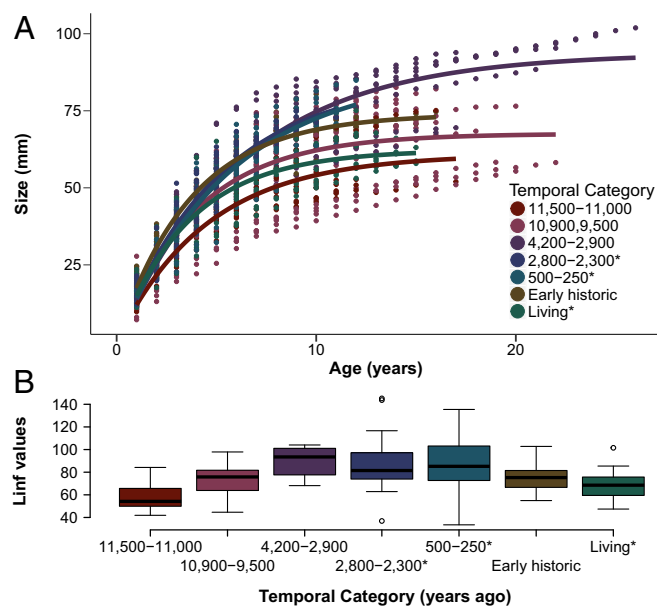 A
100
75
50
25
Size (mm)
0
10
20
Age (years)
Temporal Category
11,500−11,000
10,900,9,500
4,200−2,900
2,800−2,300*
500−250*
Early historic
Living*
B
140
120
100
80
60
40
Linf values
11,500−11,000
10,900−9,500
4,200−2,900
2,800−2,300*
500−250*
Early historic
Living*
Temporal Category (years ago)